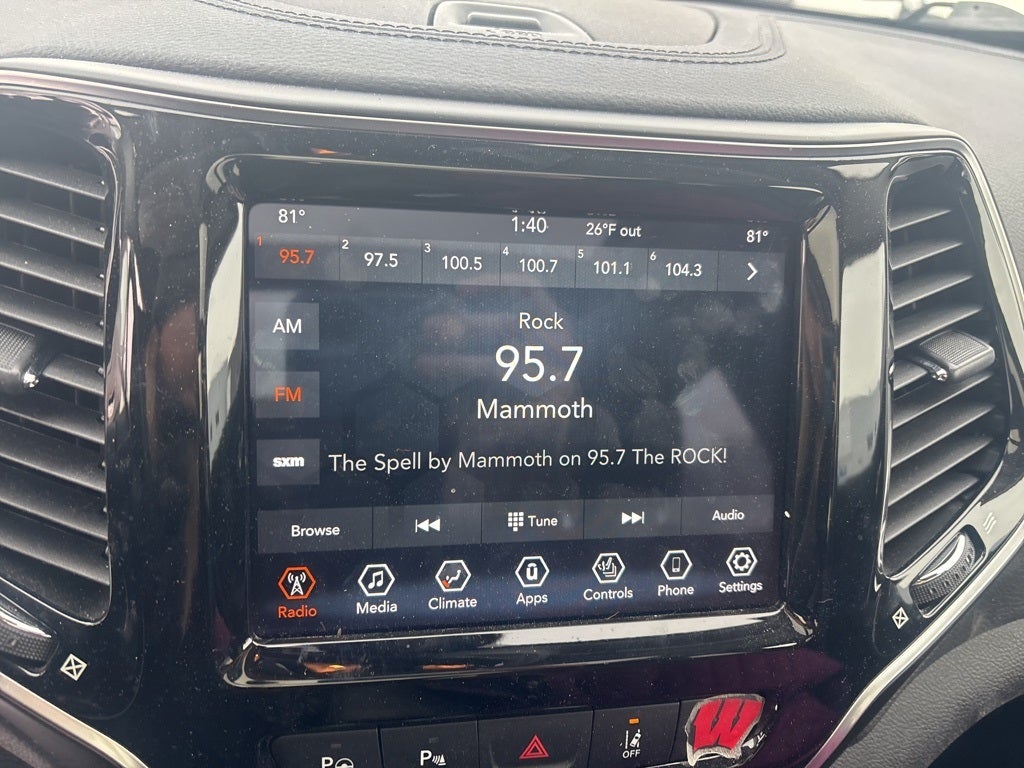 81° 1:40 26°F out 81°
1 95.7 2 97.5 3 100.5 4 100.7 5 101.1 6 104.3
AM
Rock
95.7
FM
Mammoth
sxm
The Spell by Mammoth on 95.7 The ROCK!
Browse Tune Audio
Radio Media Climate Apps Controls Phone Settings
P P OFF W